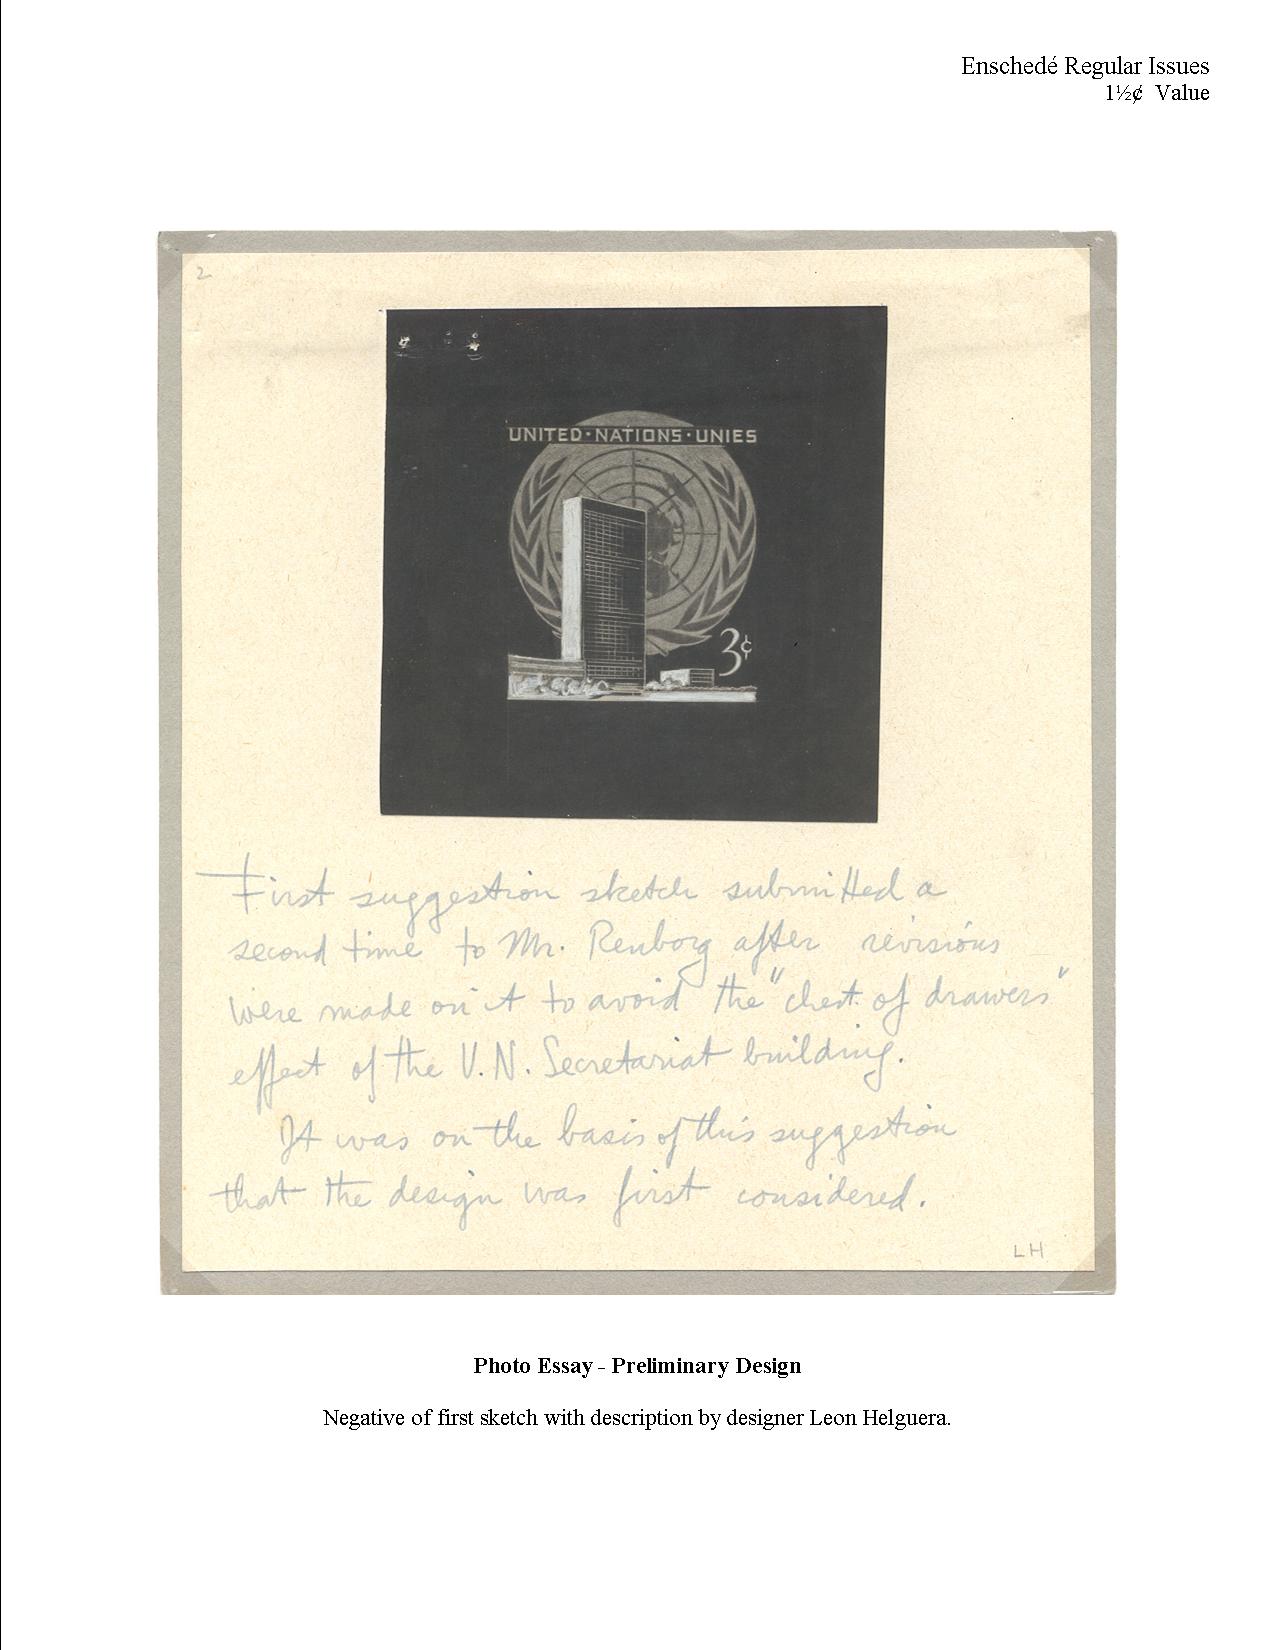 Enschedé Regular Issues
1½¢ Value
2
UNITED·NATIONS·UNIES
3¢
First suggestion sketch submitted a
second time to Mr. Renborg after revisions
were made on it to avoid the "chest of drawers"
effect of the U.N. Secretariat building.
It was on the basis of this suggestion
that the design was first considered.
LH
Photo Essay - Preliminary Design
Negative of first sketch with description by designer Leon Helguera.